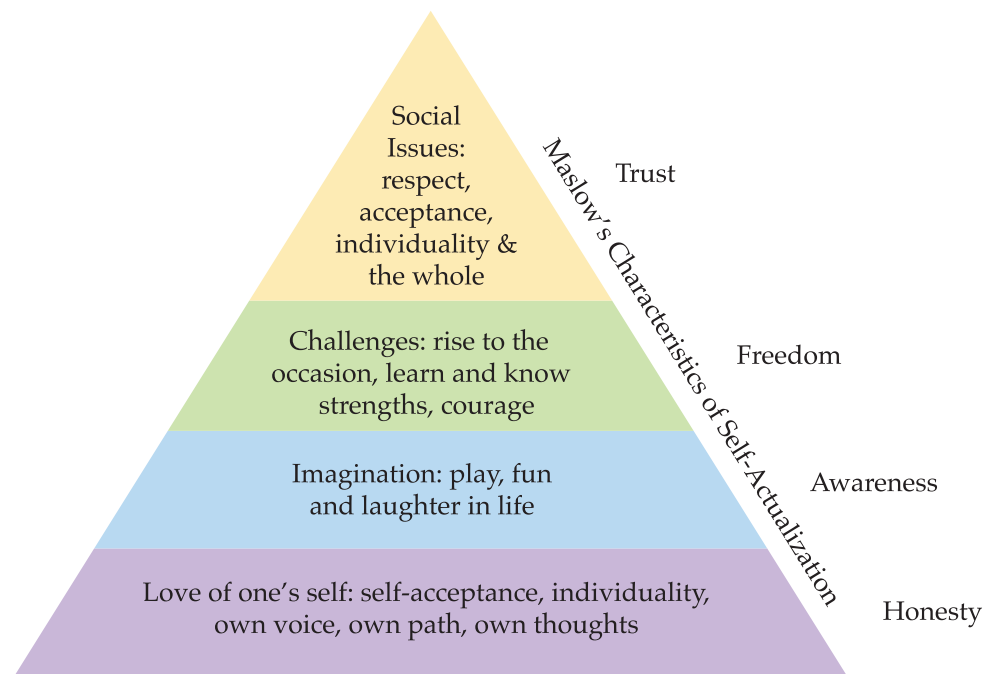 Social
Issues:
respect,
acceptance,
individuality &
the whole
Maslow’s Characteristics of Self-Actualization
Trust
Challenges: rise to the
occasion, learn and know
strengths, courage
Freedom
Imagination: play, fun
and laughter in life
Awareness
Love of one’s self: self-acceptance, individuality,
own voice, own path, own thoughts
Honesty